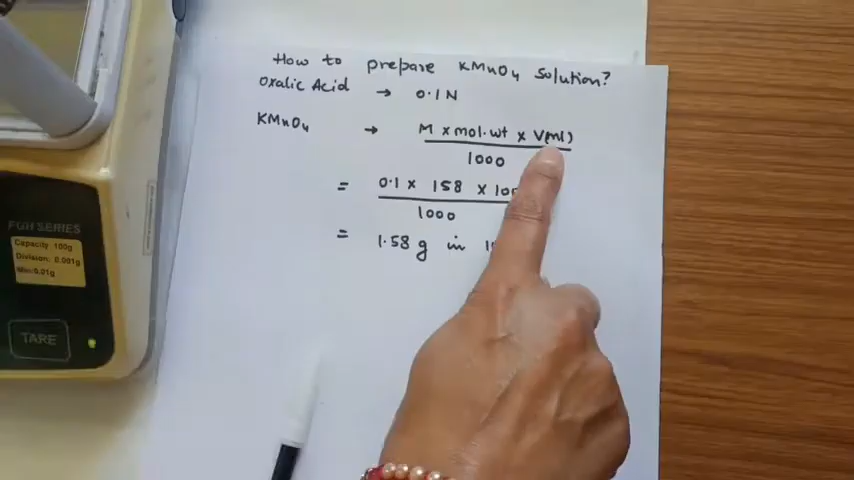 How to prepare KMnO4 Solution?
Oxalic Acid → 0.1 N
KMnO4 → M x mol.wt x V(ml)
1000
= 0.1 x 158 x
1000
= 1.58 g in
FGH SERIES
Capacity: 100g
Division: 0.001g
Min: 0.01g
TARE